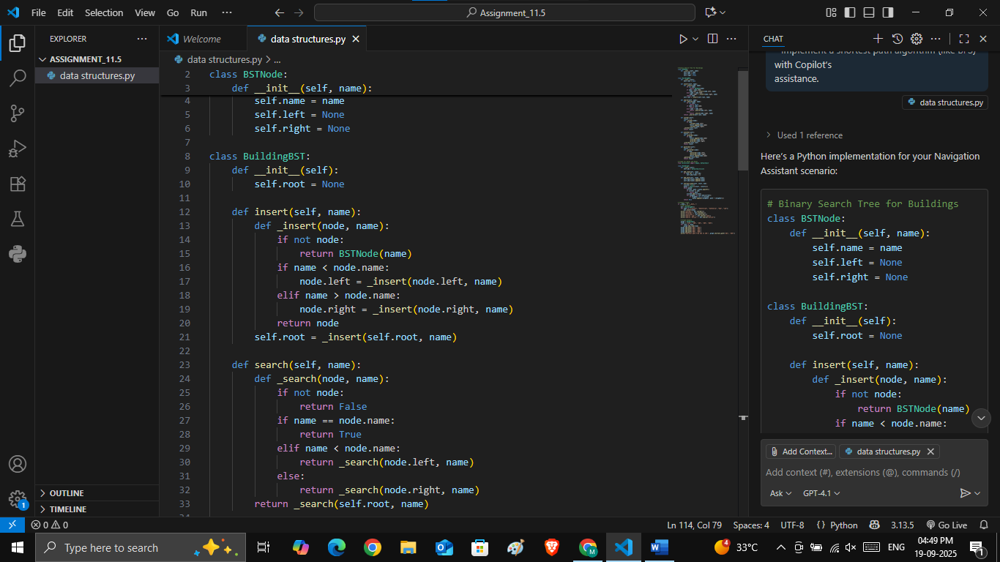 File Edit Selection View Go Run ···
Assignment_11.5
EXPLORER ···
ASSIGNMENT_11.5
data structures.py
OUTLINE
TIMELINE
Welcome
data structures.py
data structures.py > ...
2 class BSTNode:
3 def __init__(self, name):
4 self.name = name
5 self.left = None
6 self.right = None
7
8 class BuildingBST:
9 def __init__(self):
10 self.root = None
11
12 def insert(self, name):
13 def _insert(node, name):
14 if not node:
15 return BSTNode(name)
16 if name < node.name:
17 node.left = _insert(node.left, name)
18 elif name > node.name:
19 node.right = _insert(node.right, name)
20 return node
21 self.root = _insert(self.root, name)
22
23 def search(self, name):
24 def _search(node, name):
25 if not node:
26 return False
27 if name == node.name:
28 return True
29 elif name < node.name:
30 return _search(node.left, name)
31 else:
32 return _search(node.right, name)
33 return _search(self.root, name)
CHAT
with Copilot's
assistance.
data structures.py
Used 1 reference
Here's a Python implementation for your Navigation
Assistant scenario:
# Binary Search Tree for Buildings
class BSTNode:
def __init__(self, name):
self.name = name
self.left = None
self.right = None
class BuildingBST:
def __init__(self):
self.root = None
def insert(self, name):
def _insert(node, name):
if not node:
return BSTNode(name)
if name < node.name:
Add Context...
data structures.py
Add context (#), extensions (@), commands (/)
Ask GPT-4.1
1
0 0
Ln 114, Col 79 Spaces: 4 UTF-8 {} Python 3.13.5 Go Live
Type here to search
4
33°C
ENG
04:49 PM
19-09-2025
1